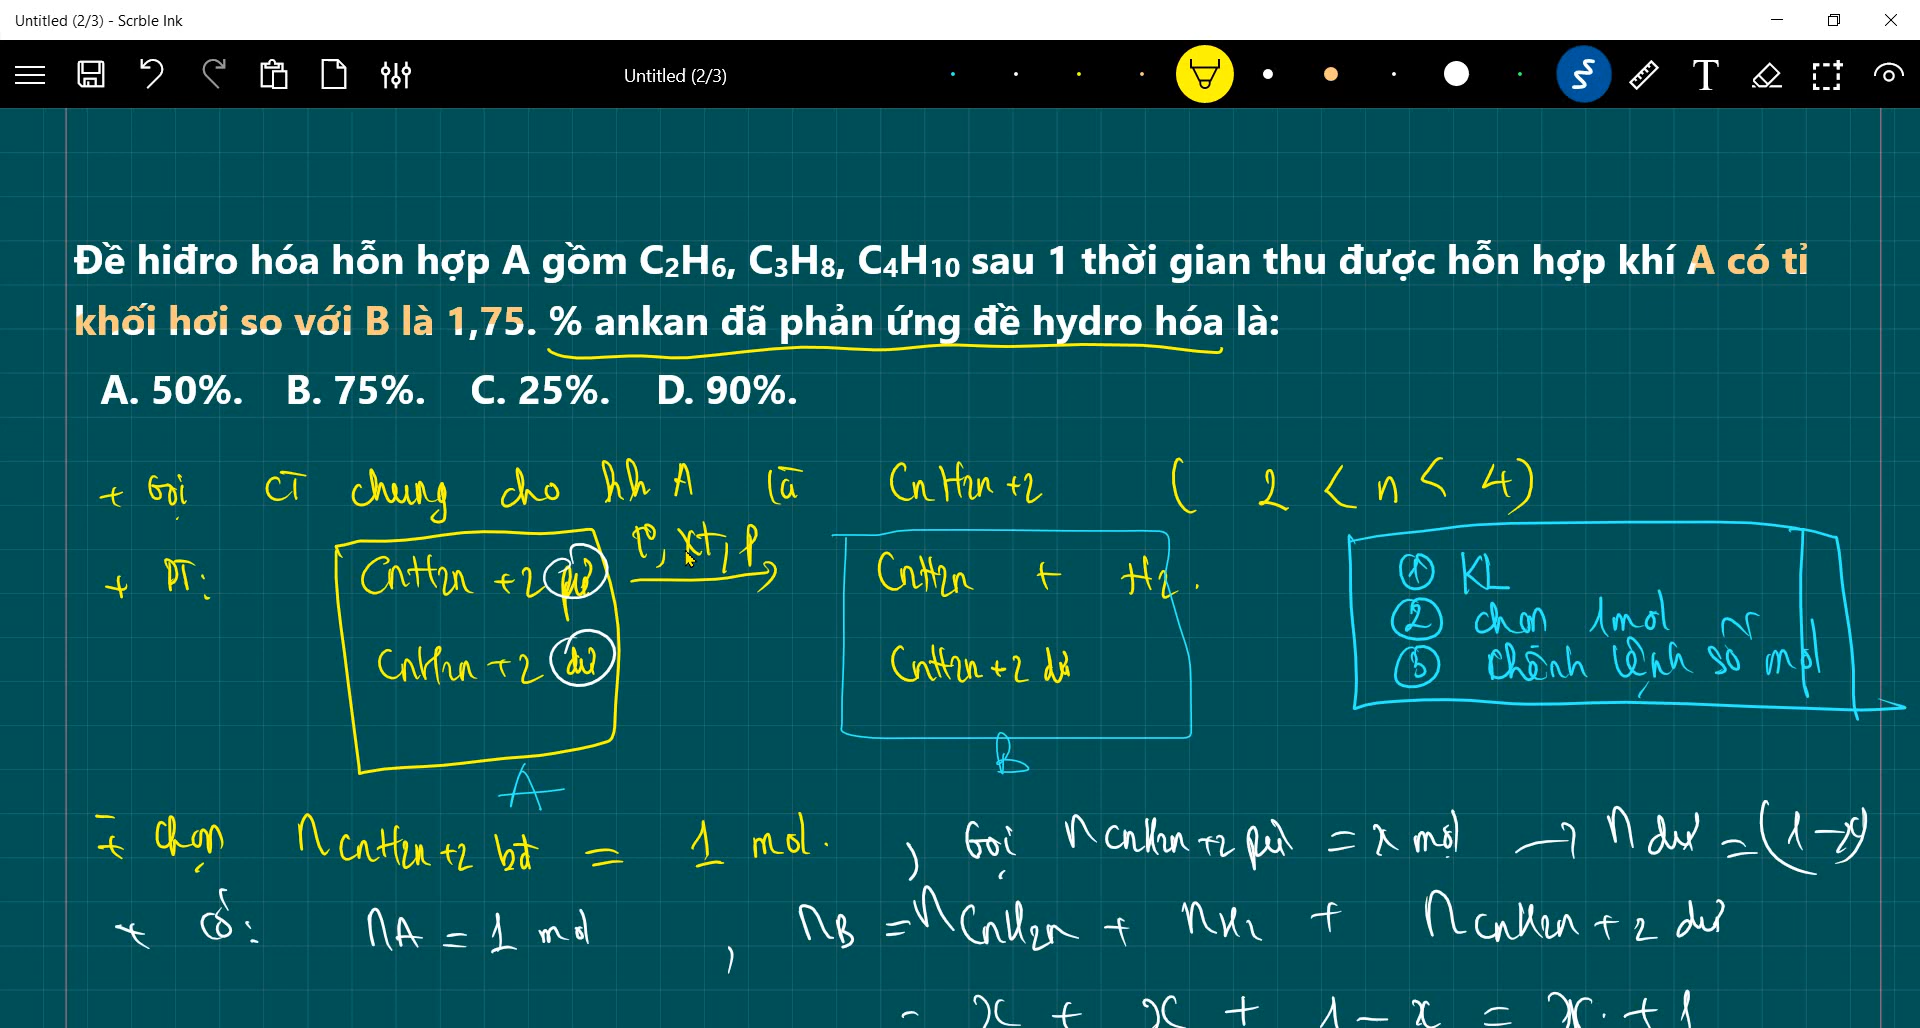 Untitled (2/3) - Scrble Ink
Untitled (2/3)
T
Đề hiđro hóa hỗn hợp A gồm C₂H₆, C₃H₈, C₄H₁₀ sau 1 thời gian thu được hỗn hợp khí A có tỉ
khối hơi so với B là 1,75. % ankan đã phản ứng đề hydro hóa là:
A. 50%. B. 75%. C. 25%. D. 90%.
+ Gọi CT chung cho hh A là CnH2n+2 ( 2 < n < 4)
+ PT: CnH2n+2 pứ t°, xt, p → CnH2n + H2.
CnH2n+2 dư CnH2n+2 dư
A B
① KL
② chọn 1 mol
③ chênh lệch số mol
+ chọn nCnH2n+2 bđ = 1 mol. , Gọi nCnH2n+2 pứ = x mol → n dư = (1-x)
+ Có: nA = 1 mol , nB = nCnH2n + nH2 + nCnH2n+2 dư
= x + x + 1 - x = x + 1